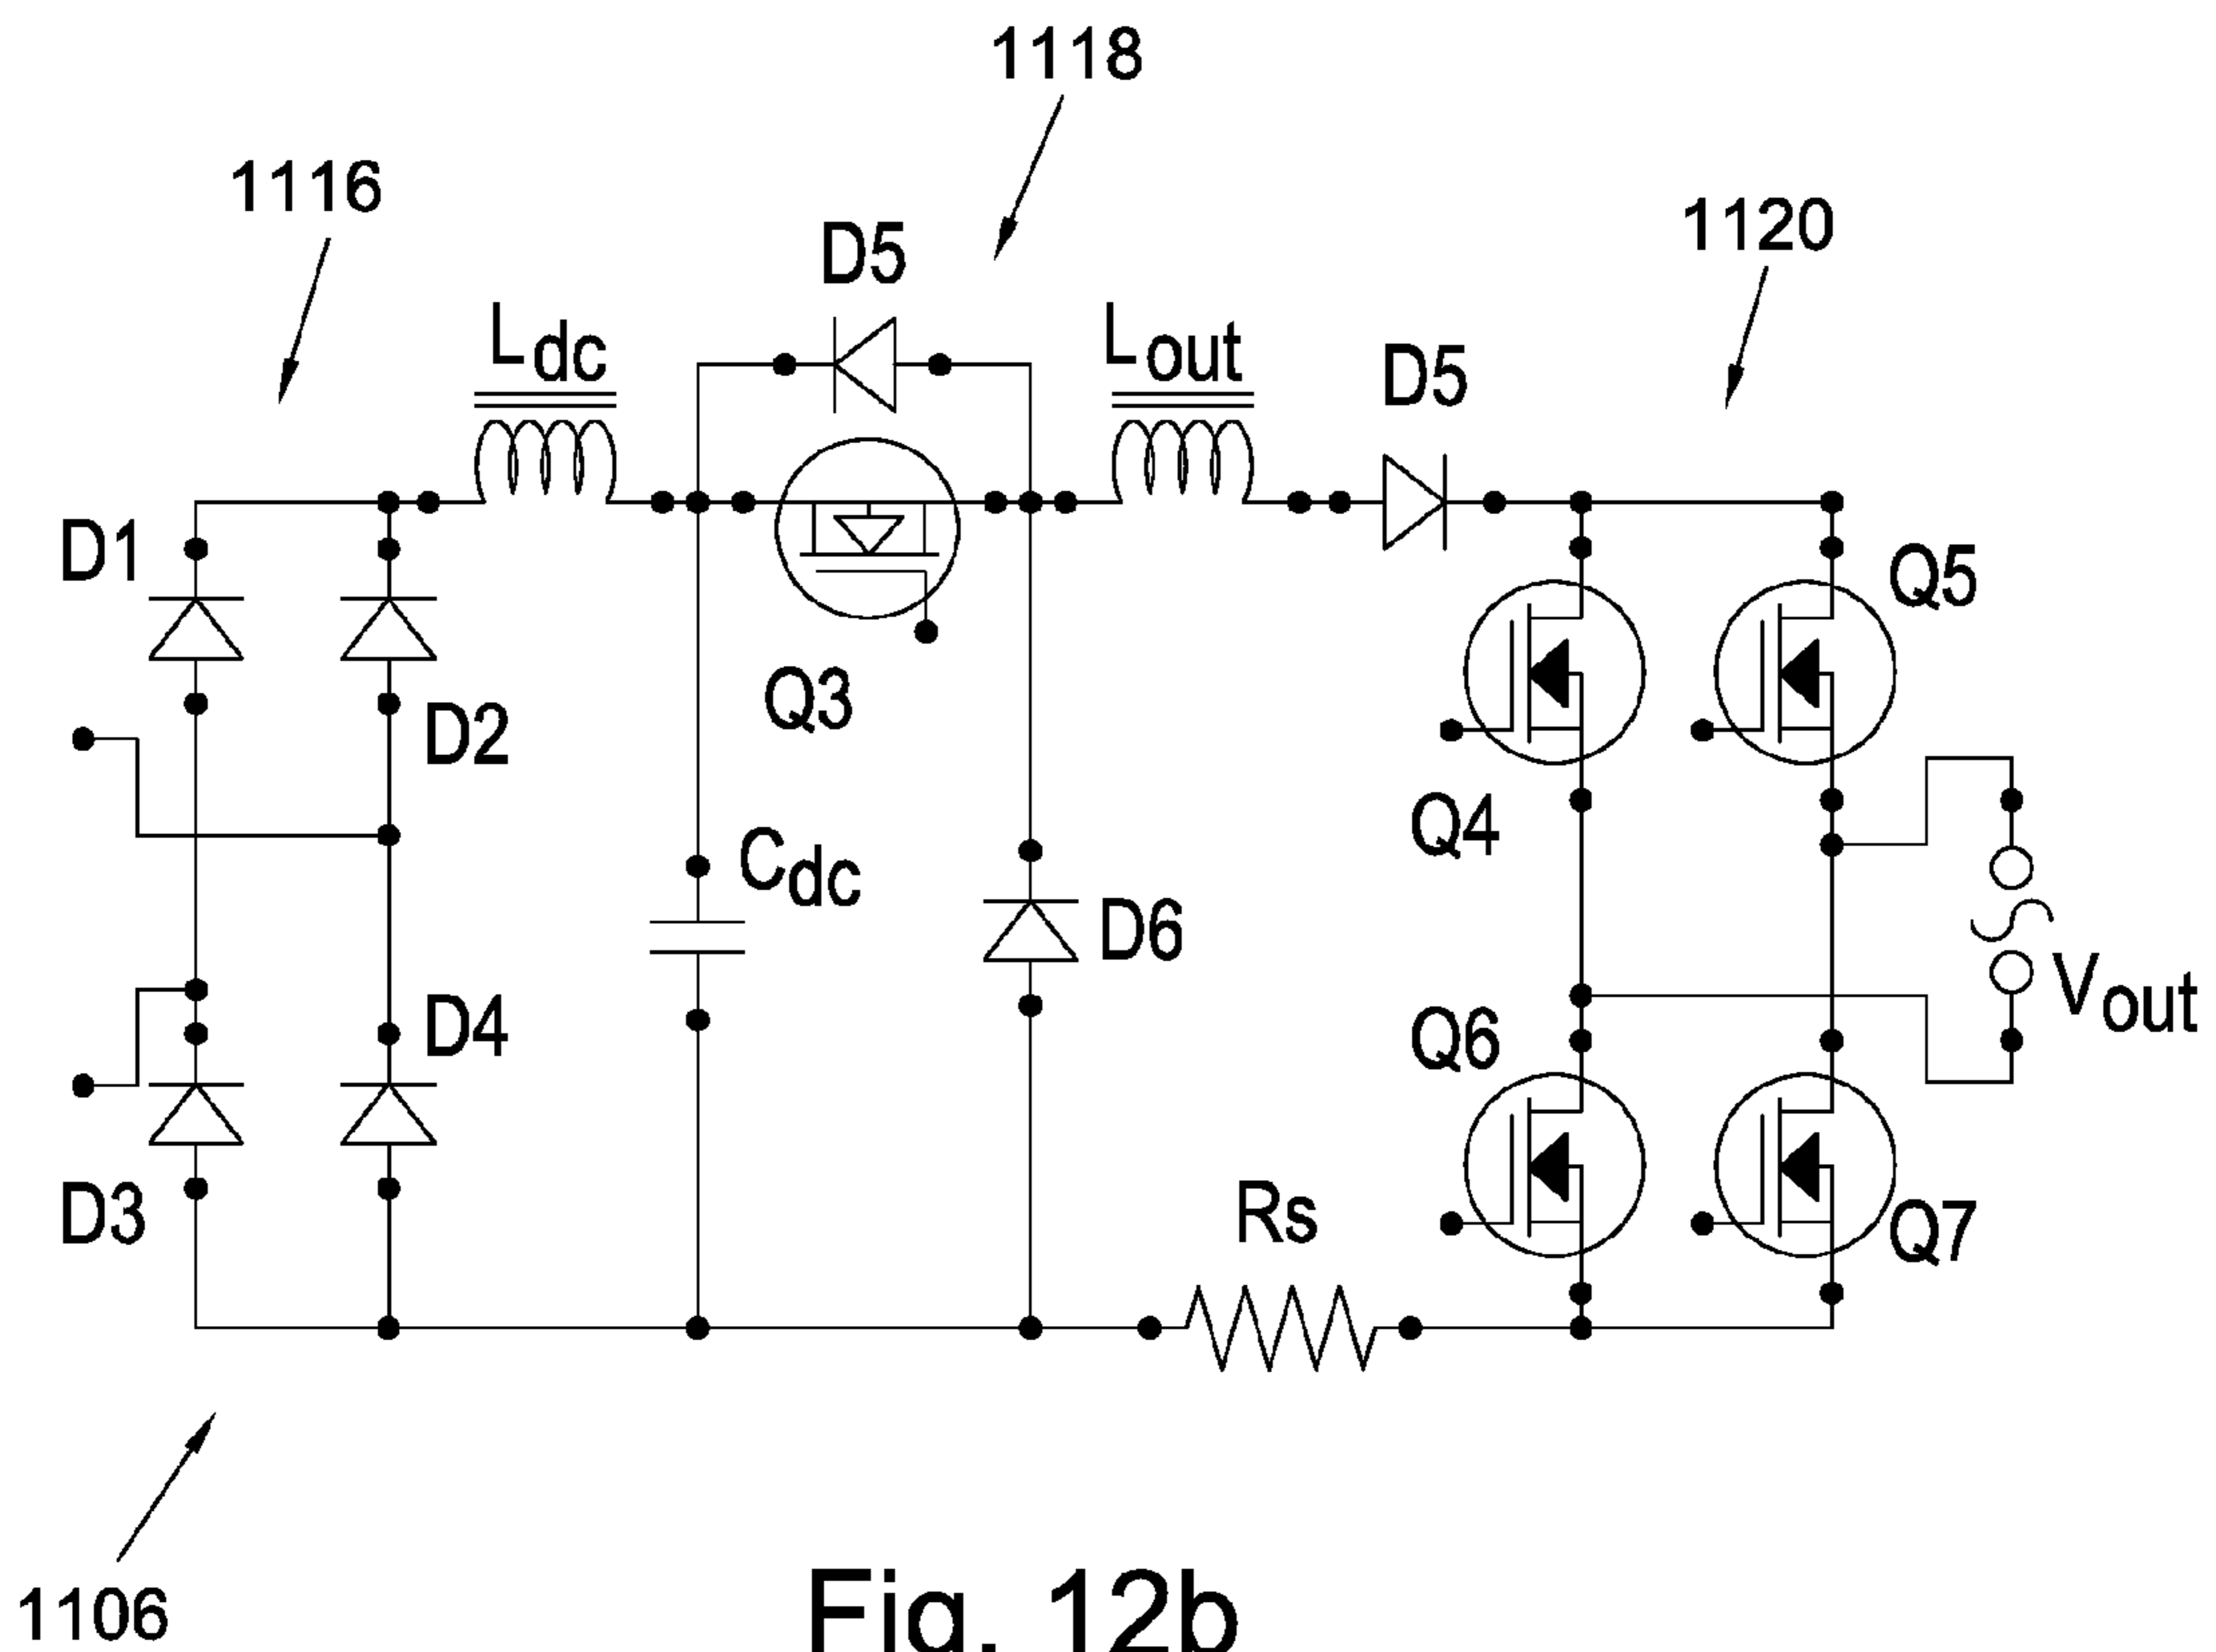 1118
1116
1120
D5
Ldc
Lout
D5
D1
Q5
D2
Q3
Q4
Cdc
D6
Vout
D4
Q6
D3
Rs
Q7
1106
Fig. 12b